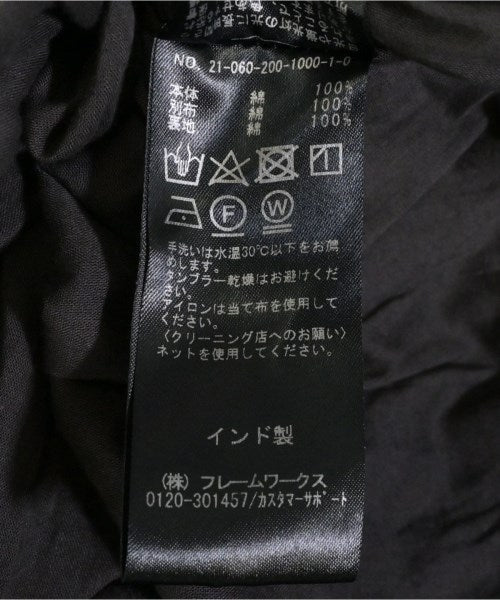 NO. 21-060-200-1000-1-0
本体 綿 100%
別布 綿 100%
裏地 綿 100%
F W
手洗いは水温30℃以下をお薦
めします。
タンブラー乾燥はお避けくだ
さい。
アイロンは当て布を使用して
ください。
〈クリーニング店へのお願い〉
ネットを使用してください。
インド製
（株）フレームワークス
0120-301457/カスタマーサポート